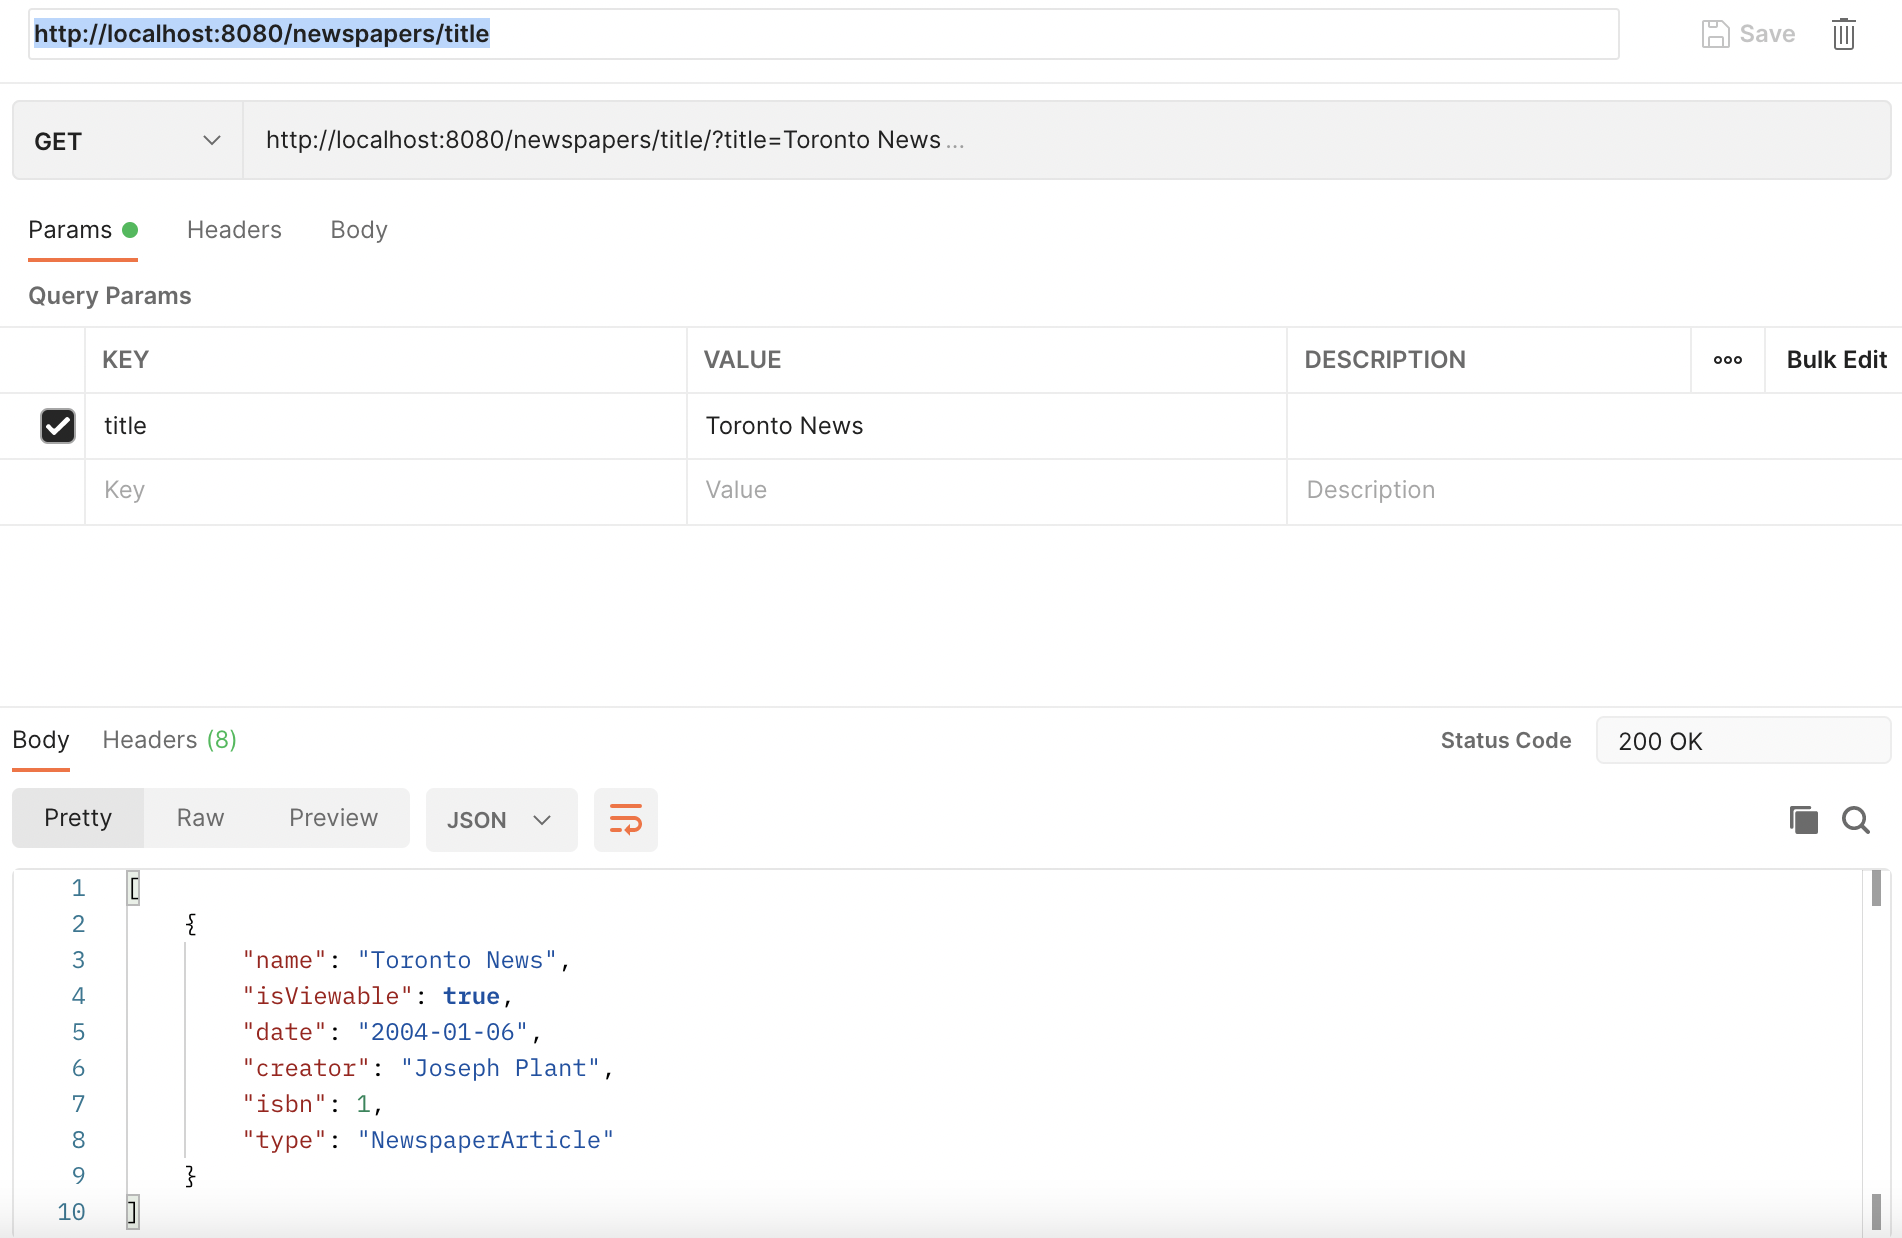 http://localhost:8080/newspapers/title
Save
GET
http://localhost:8080/newspapers/title/?title=Toronto News ...
Params Headers Body
Query Params
KEY VALUE DESCRIPTION ooo Bulk Edit
title Toronto News
Key Value Description
Body Headers (8) Status Code 200 OK
Pretty Raw Preview JSON
1 [
2 {
3 "name": "Toronto News",
4 "isViewable": true,
5 "date": "2004-01-06",
6 "creator": "Joseph Plant",
7 "isbn": 1,
8 "type": "NewspaperArticle"
9 }
10 ]